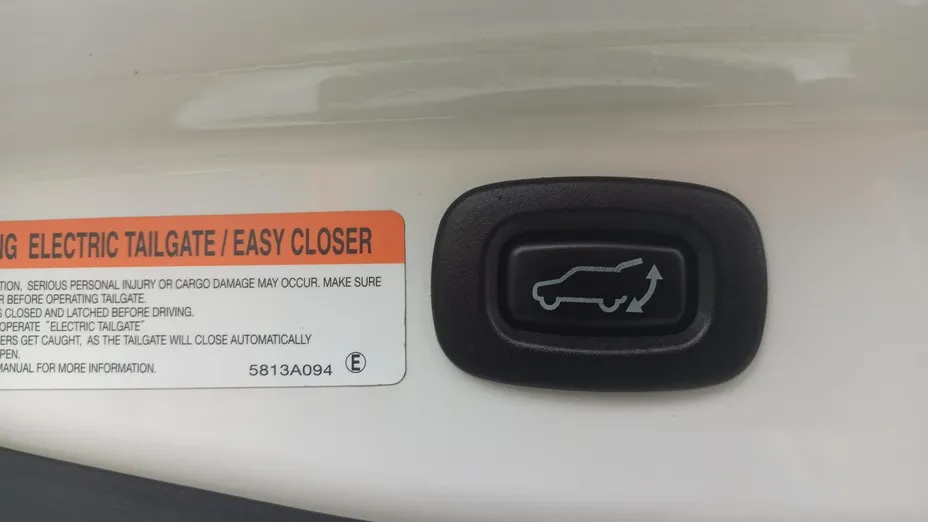 NG ELECTRIC TAILGATE / EASY CLOSER
TION, SERIOUS PERSONAL INJURY OR CARGO DAMAGE MAY OCCUR. MAKE SURE
R BEFORE OPERATING TAILGATE.
S CLOSED AND LATCHED BEFORE DRIVING.
OPERATE "ELECTRIC TAILGATE"
ERS GET CAUGHT, AS THE TAILGATE WILL CLOSE AUTOMATICALLY
PEN.
MANUAL FOR MORE INFORMATION.
5813A094 E